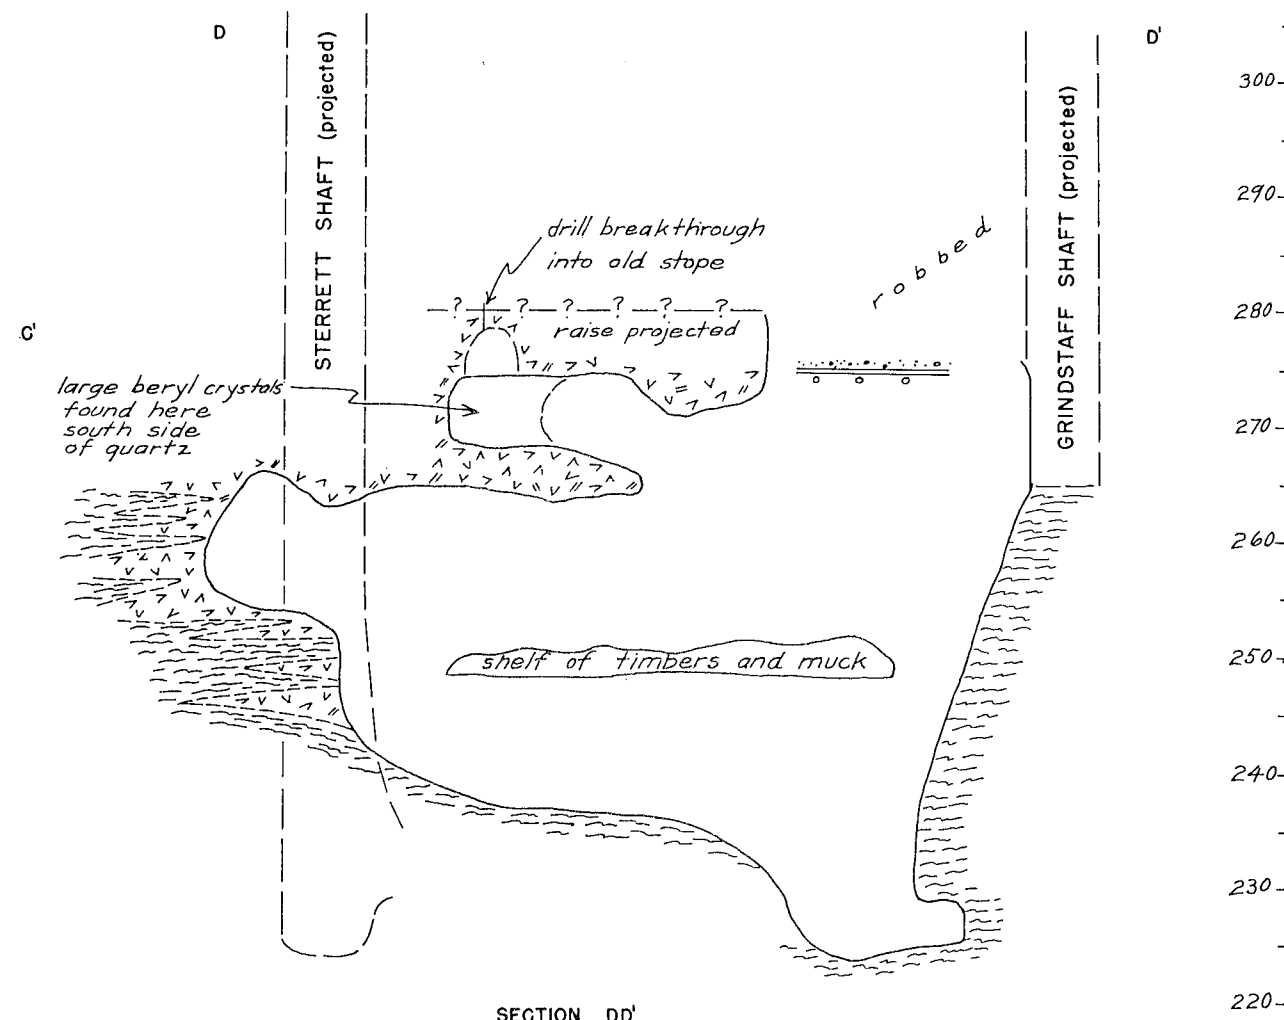 D
D'
STERRETT SHAFT (projected)
GRINDSTAFF SHAFT (projected)
300
290
drill breakthrough
into old stope
robbed
? ? ? ? ? ?
280
raise projected
C'
large beryl crystals
found here
south side
of quartz
270
260
shelf of timbers and muck
250
240
230
220
SECTION DD'